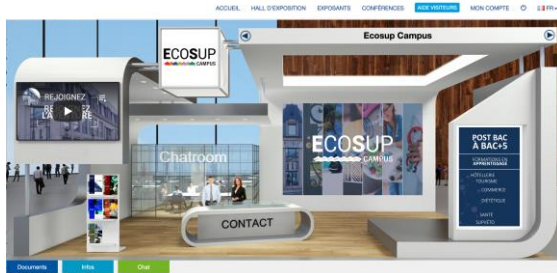 ACCUEIL HALL D'EXPOSITION EXPOSANTS CONFÉRENCES AIDE VISITEURS MON COMPTE FR
Ecosup Campus
ECOSUP
CAMPUS
REJOIGNEZ
Chatroom
ECOSUP
CAMPUS
POST BAC
À BAC+5
FORMATIONS EN
APPRENTISSAGE
HÔTELLERIE
TOURISME
COMMERCE
DIÉTÉTIQUE
SANTÉ
CONTACT
Documents Infos Chat